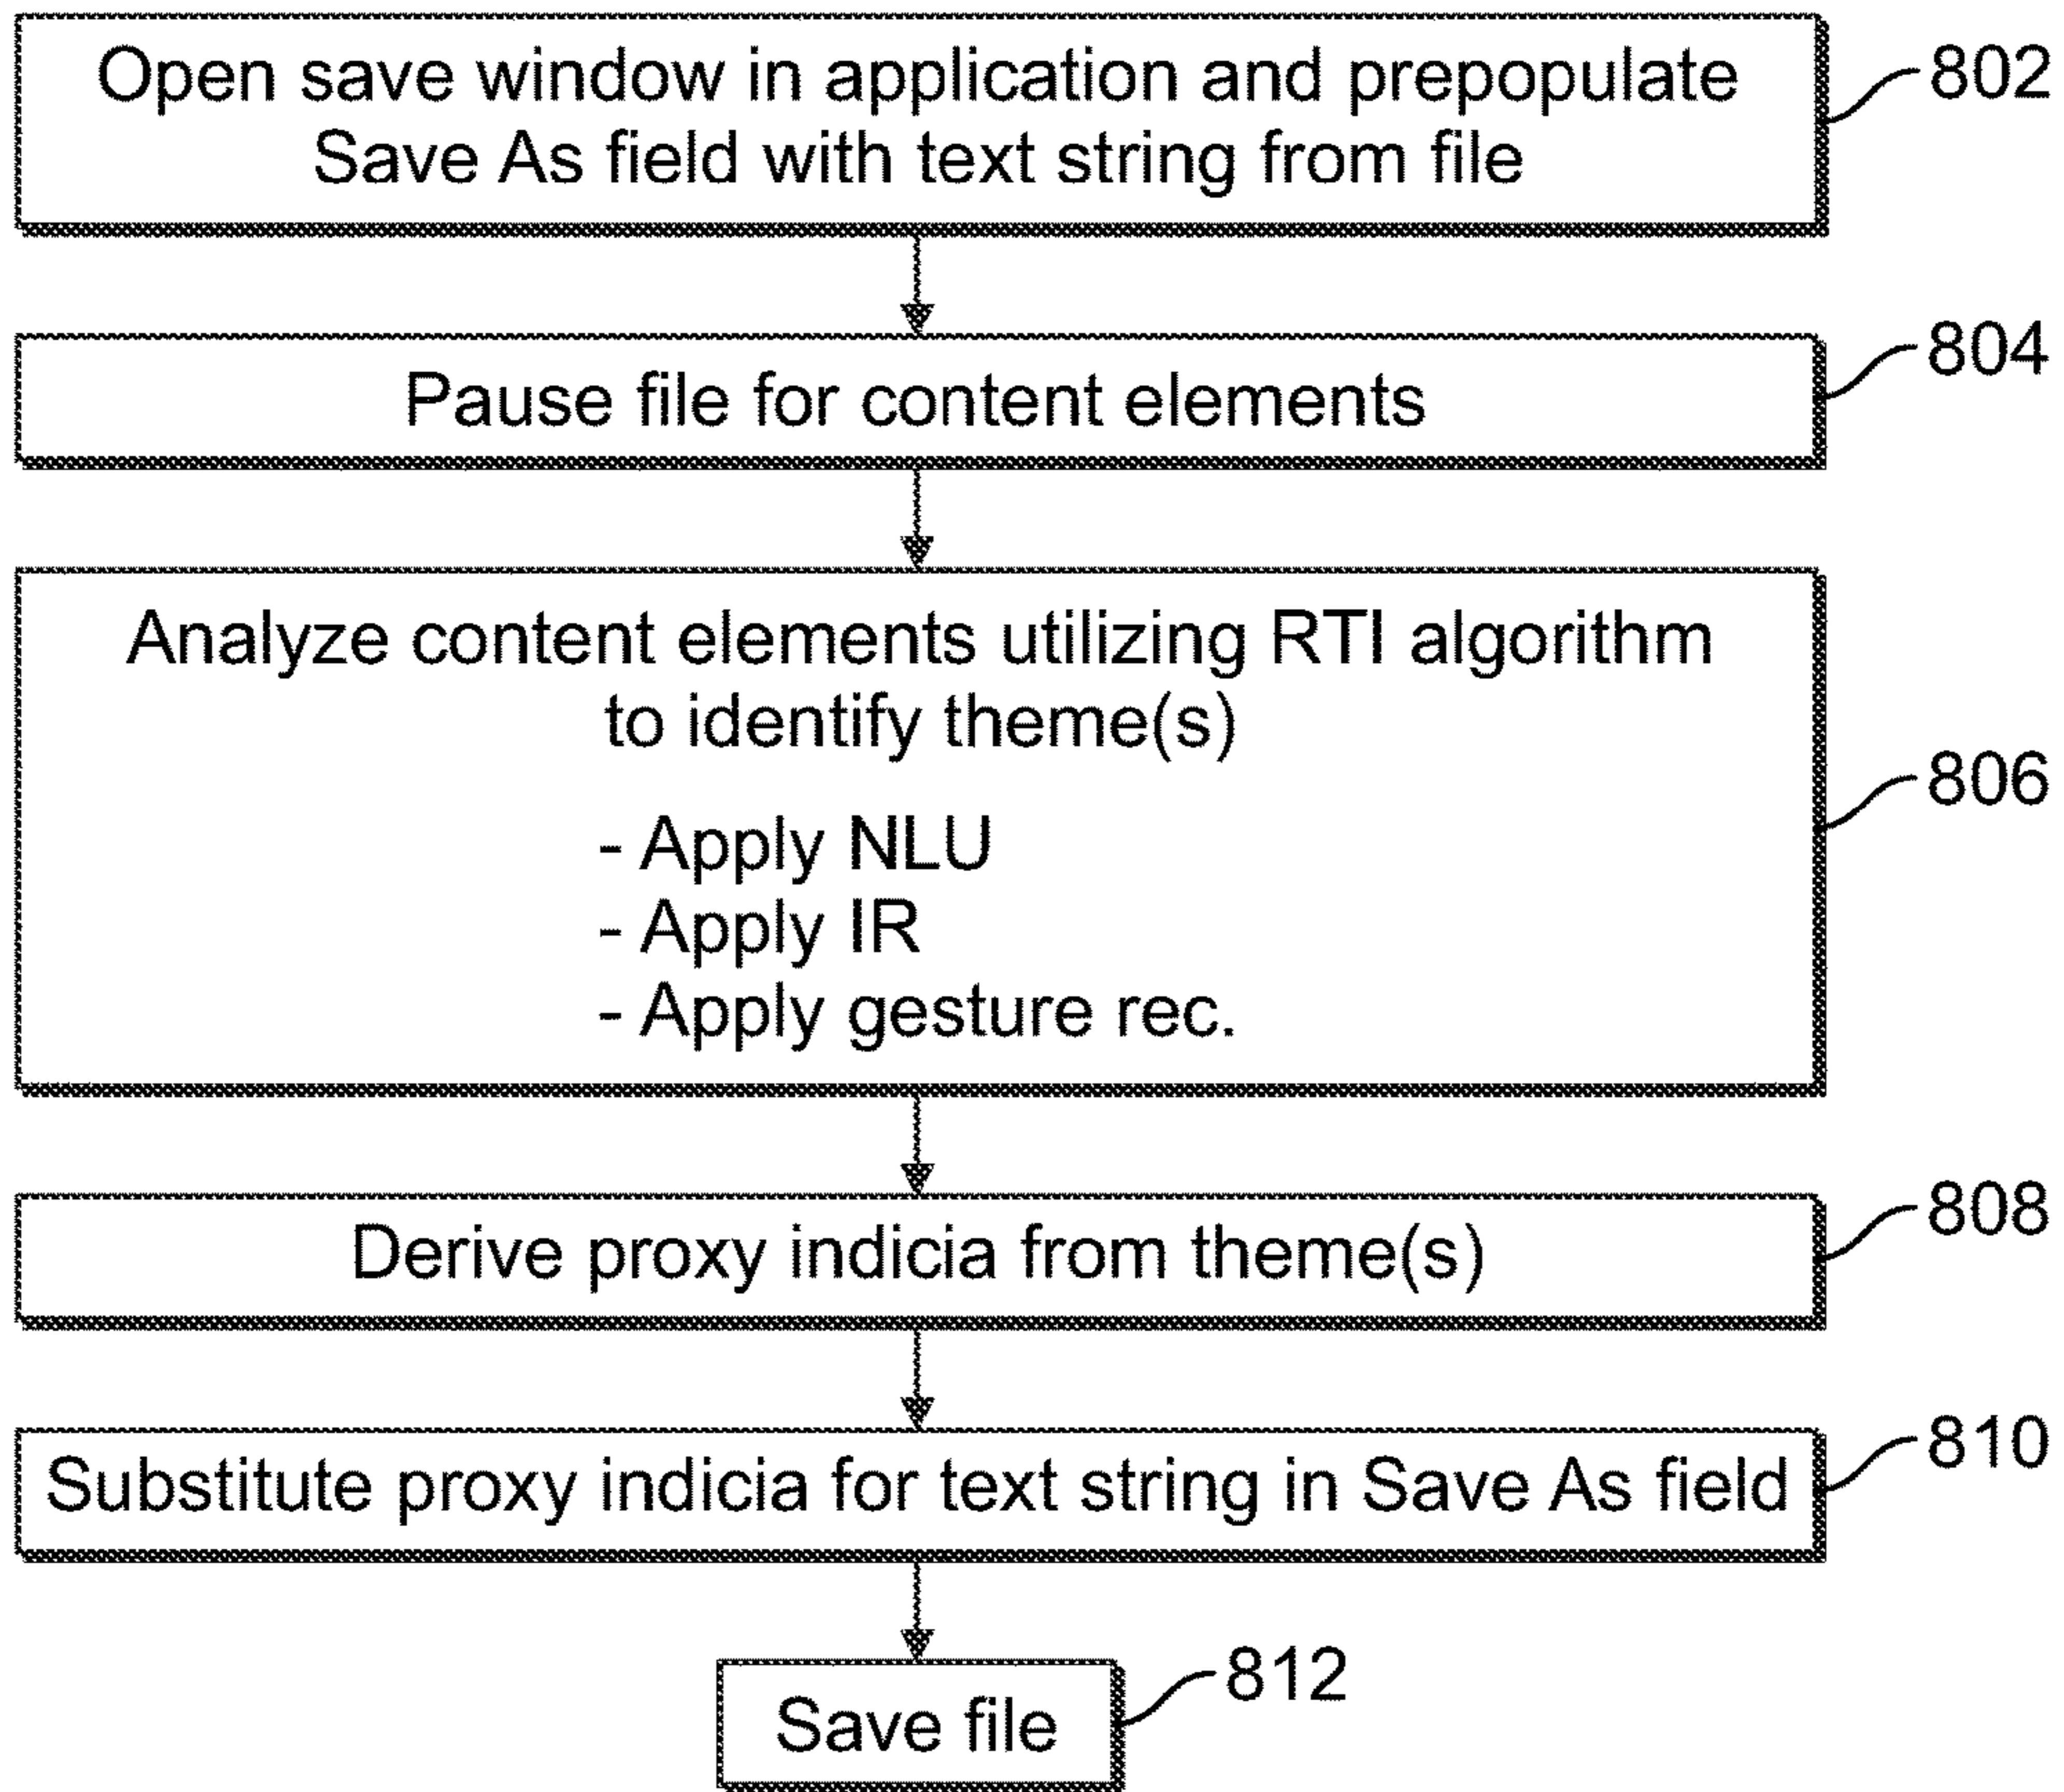 Open save window in application and prepopulate
Save As field with text string from file
802
Pause file for content elements
804
Analyze content elements utilizing RTI algorithm
to identify theme(s)
- Apply NLU
- Apply IR
- Apply gesture rec.
806
Derive proxy indicia from theme(s)
808
Substitute proxy indicia for text string in Save As field
810
Save file
812